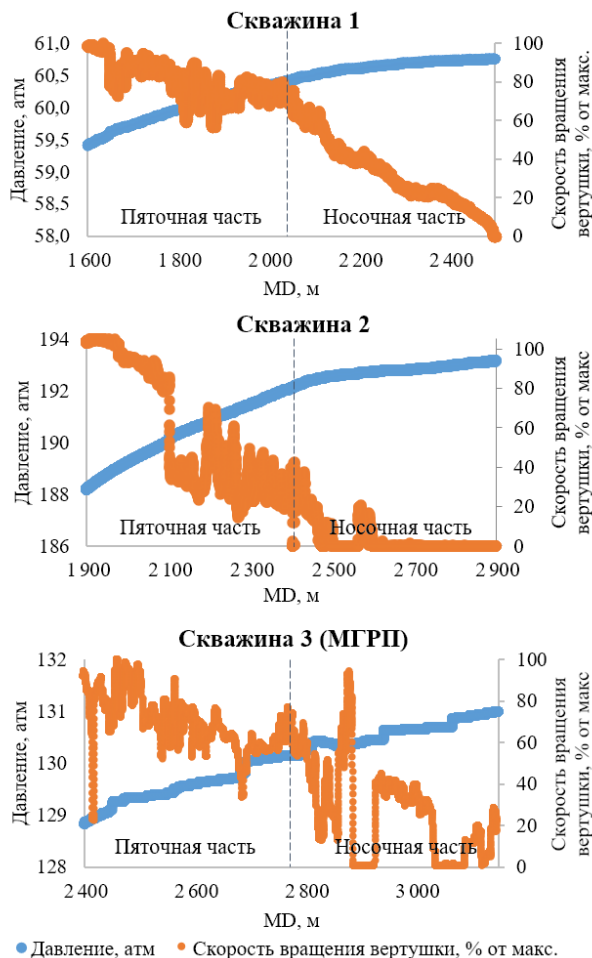 Скважина 1
Давление, атм
61,0
60,5
60,0
59,5
59,0
58,5
58,0
100
80
60
40
20
0
Скорость вращения
вертушки, % от макс.
Пяточная часть
Носочная часть
1 600
1 800
2 000
2 200
2 400
MD, м
Скважина 2
Давление, атм
194
192
190
188
186
100
80
60
40
20
0
Скорость вращения
вертушки, % от макс
Пяточная часть
Носочная часть
1 900
2 100
2 300
2 500
2 700
2 900
MD, м
Скважина 3 (МГРП)
Давление, атм
132
131
130
129
128
100
80
60
40
20
0
Скорость вращения
вертушки, % от макс
Пяточная часть
Носочная часть
2 400
2 600
2 800
3 000
MD, м
Давление, атм
Скорость вращения вертушки, % от макс.